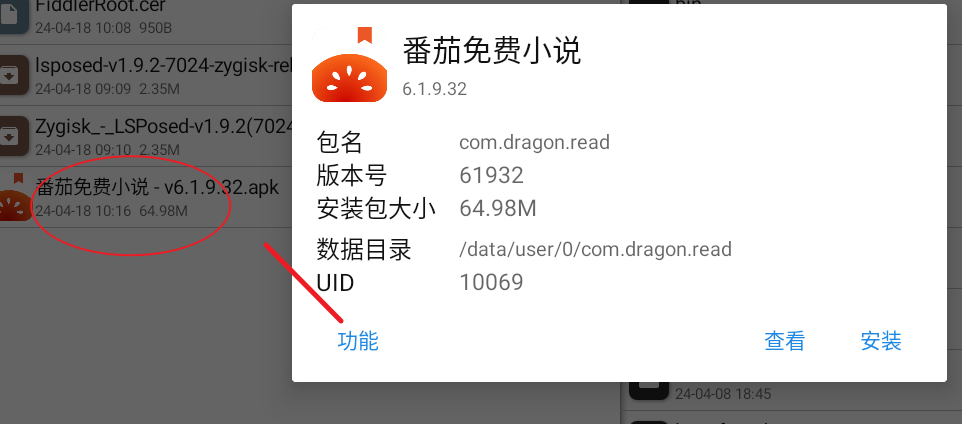 FiddlerRoot.cer
24-04-18 10:08 950B
lsposed-v1.9.2-7024-zygisk-rel
24-04-18 09:09 2.35M
Zygisk_-_LSPosed-v1.9.2(7024
24-04-18 09:10 2.35M
番茄免费小说 - v6.1.9.32.apk
24-04-18 10:16 64.98M
番茄免费小说
6.1.9.32
包名 com.dragon.read
版本号 61932
安装包大小 64.98M
数据目录 /data/user/0/com.dragon.read
UID 10069
功能 查看 安装
24-04-08 18:45